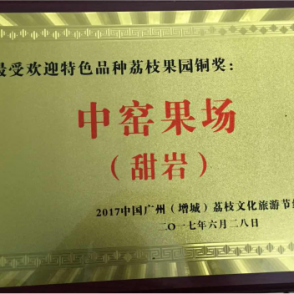 最受欢迎特色品种荔枝果园铜奖：
中窑果场
（甜岩）
2017中国广州（增城）荔枝文化旅游节
二〇一七年六月二八日